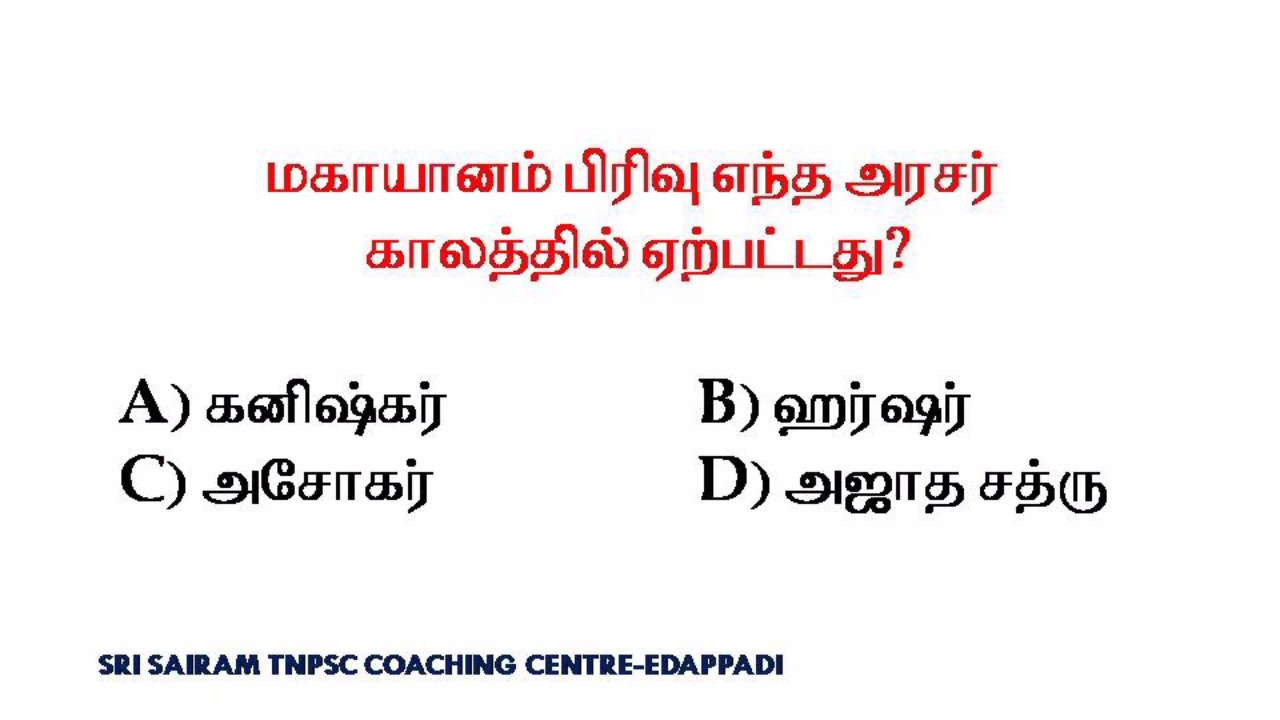 மகாயானம் பிரிவு எந்த அரசர்
காலத்தில் ஏற்பட்டது?
A) கனிஷ்கர் B) ஹர்ஷர்
C) அசோகர் D) அஜாத சத்ரு
SRI SAIRAM TNPSC COACHING CENTRE-EDAPPADI